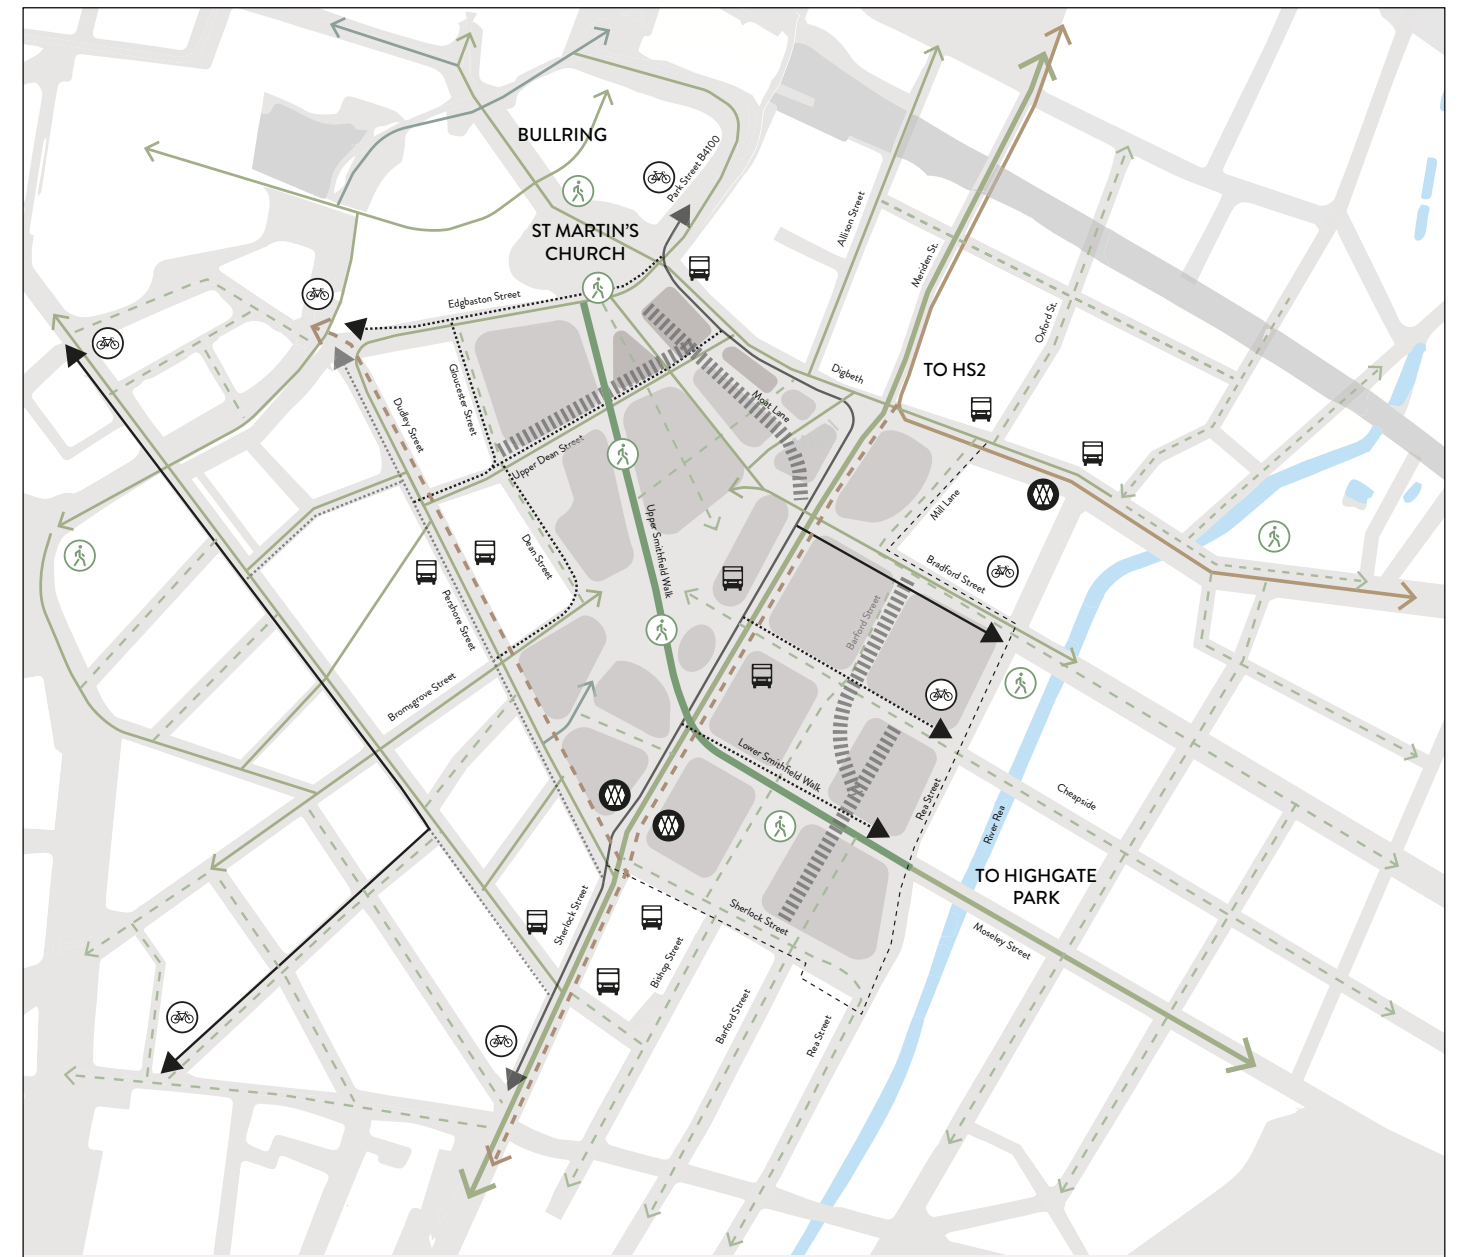 BULLRING
Park Street B4100
ST MARTIN'S
CHURCH
Allison Street
Meriden St.
Edgbaston Street
Oxford St.
Gloucester Street
Digbeth
TO HS2
Dudley Street
Moat Lane
Upper Dean Street
Mill Lane
Upper Smithfield Walk
Dean Street
Bradford Street
Pershore Street
Barford Street
Bromsgrove Street
Lower Smithfield Walk
Rea Street
Cheapside
River Rea
TO HIGHGATE
PARK
Sherlock Street
Sherlock Street
Moseley Street
Bishop Street
Barford Street
Rea Street